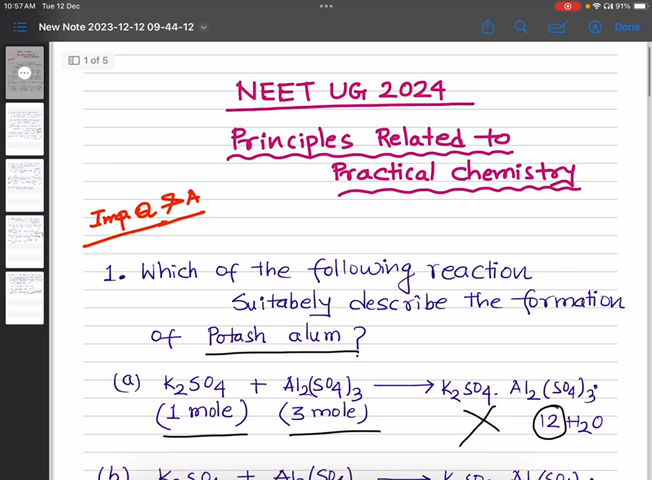 10:57 AM Tue 12 Dec
91%
New Note 2023-12-12 09-44-12
Done
1 of 5
NEET UG 2024
Principles Related to
Practical Chemistry
Imp. Q & A
1. Which of the following reaction
Suitabely describe the formation
of Potash alum?
(a) K₂SO₄ + Al₂(SO₄)₃ ⟶ K₂SO₄. Al₂(SO₄)₃.
(1 mole) (3 mole) 12 H₂O